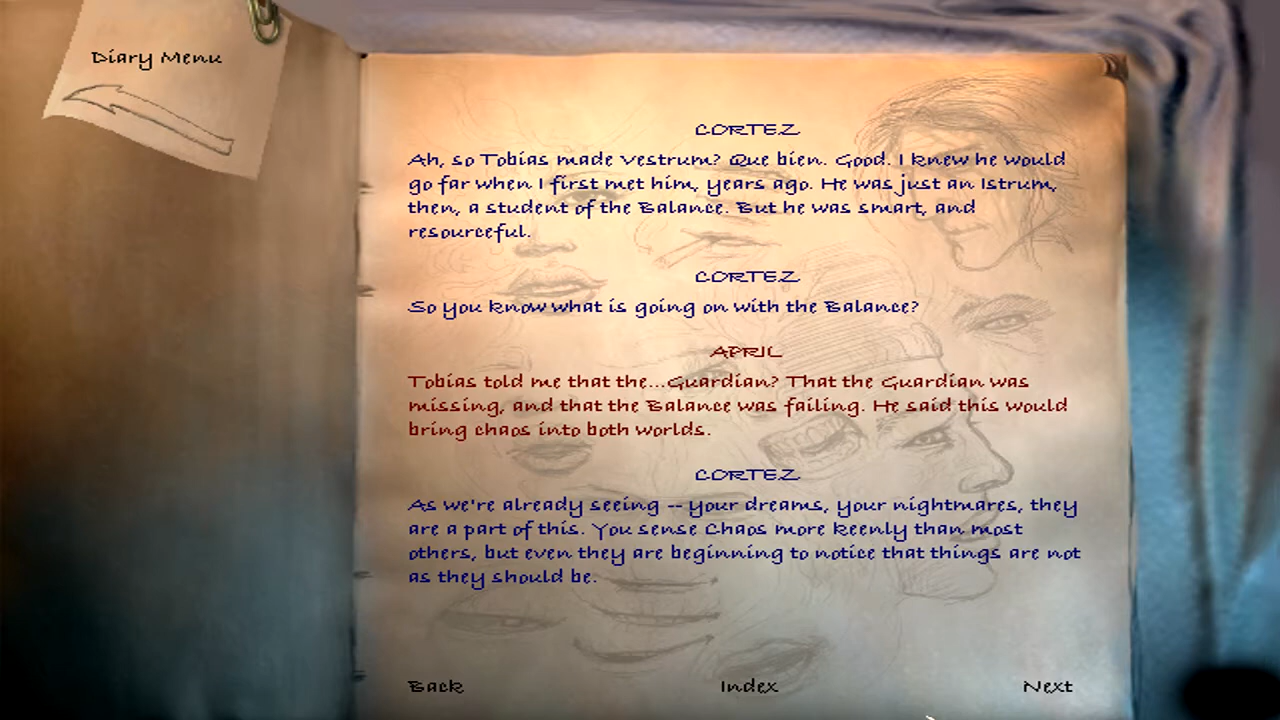 Diary Menu
CORTEZ
Ah, so Tobias made Vestrum? Que bien. Good. I knew he would
go far when I first met him, years ago. He was just an Istrum,
then, a student of the Balance. But he was smart, and
resourceful.
CORTEZ
So you know what is going on with the Balance?
APRIL
Tobias told me that the...Guardian? That the Guardian was
missing, and that the Balance was failing. He said this would
bring chaos into both worlds.
CORTEZ
As we're already seeing -- your dreams, your nightmares, they
are a part of this. You sense Chaos more keenly than most
others, but even they are beginning to notice that things are not
as they should be.
Back Index Next